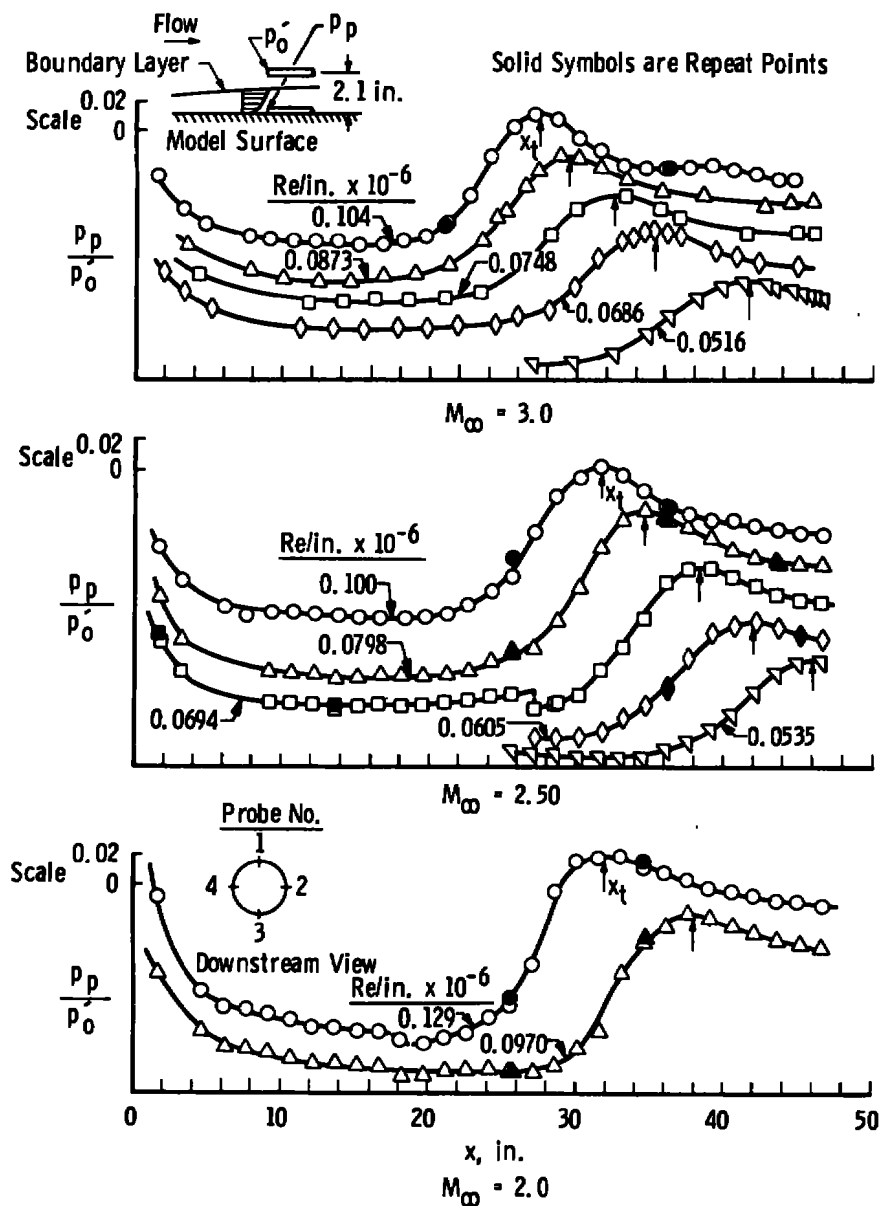 Flow
p₀′
pₚ
Solid Symbols are Repeat Points
Boundary Layer
2.1 in.
Scale 0.02
0
Model Surface
xₜ
Re/in. x 10⁻⁶
0.104
pₚ
p₀′
0.0873
0.0748
0.0686
0.0516
M∞ = 3.0
Scale 0.02
0
xₜ
Re/in. x 10⁻⁶
0.100
pₚ
p₀′
0.0798
0.0694
0.0605
0.0535
M∞ = 2.50
Probe No.
Scale 0.02
0
1
4 2
3
xₜ
Downstream View
Re/in. x 10⁻⁶
0.129
pₚ
p₀′
0.0970
0 10 20 30 40 50
x, in.
M∞ = 2.0